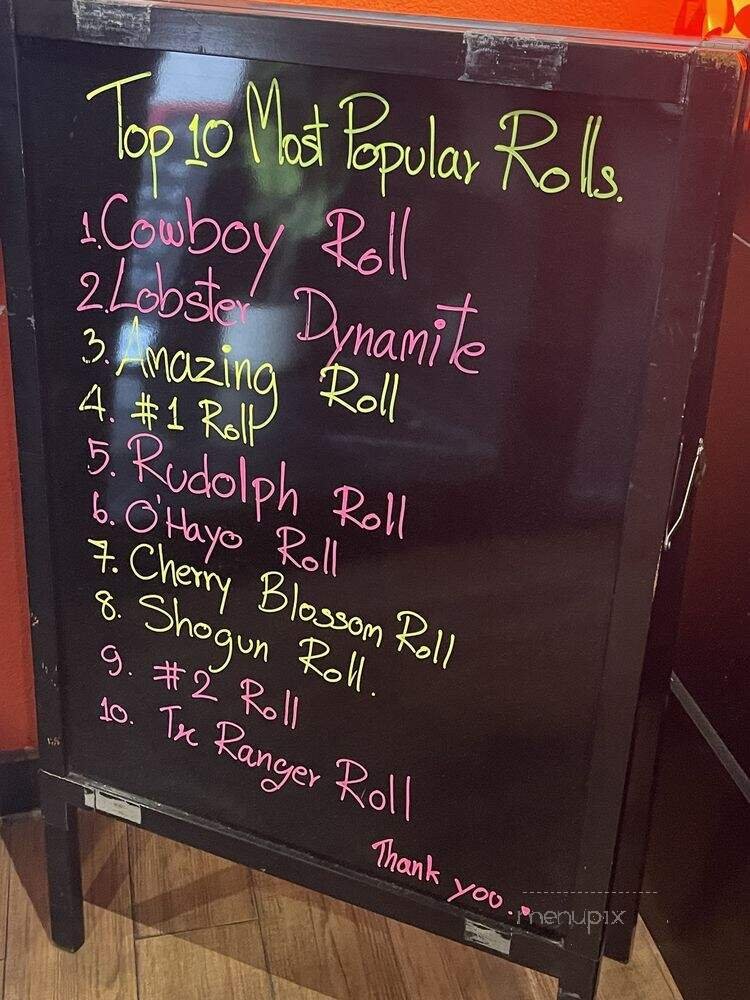 Top 10 Most Popular Rolls.
1. Cowboy Roll
2. Lobster Dynamite
3. Amazing Roll
4. #1 Roll
5. Rudolph Roll
6. O'Hayo Roll
7. Cherry Blossom Roll
8. Shogun Roll.
9. #2 Roll
10. Tx Ranger Roll
Thank you.
menupix